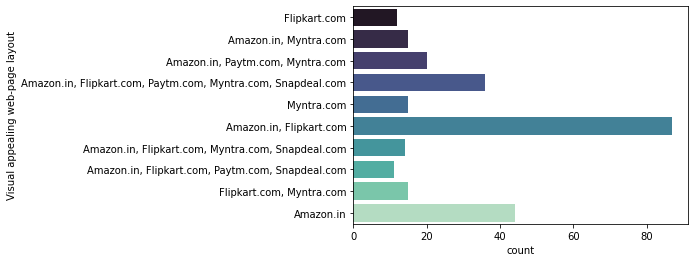 Visual appealing web-page layout
Flipkart.com
Amazon.in, Myntra.com
Amazon.in, Paytm.com, Myntra.com
Amazon.in, Flipkart.com, Paytm.com, Myntra.com, Snapdeal.com
Myntra.com
Amazon.in, Flipkart.com
Amazon.in, Flipkart.com, Myntra.com, Snapdeal.com
Amazon.in, Flipkart.com, Paytm.com, Snapdeal.com
Flipkart.com, Myntra.com
Amazon.in
0 20 40 60 80
count